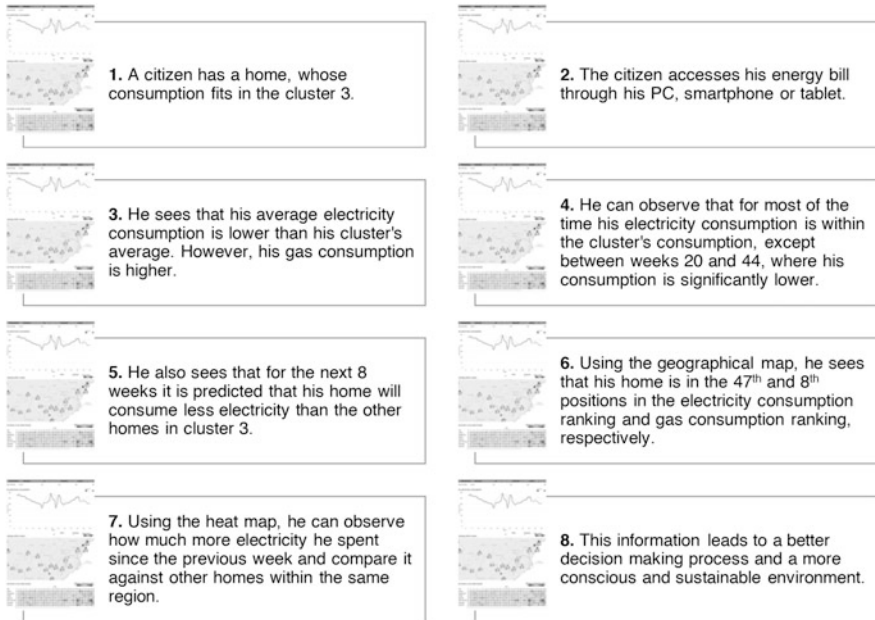 1. A citizen has a home, whose
consumption fits in the cluster 3.
2. The citizen accesses his energy bill
through his PC, smartphone or tablet.
3. He sees that his average electricity
consumption is lower than his cluster's
average. However, his gas consumption
is higher.
4. He can observe that for most of the
time his electricity consumption is within
the cluster's consumption, except
between weeks 20 and 44, where his
consumption is significantly lower.
5. He also sees that for the next 8
weeks it is predicted that his home will
consume less electricity than the other
homes in cluster 3.
6. Using the geographical map, he sees
that his home is in the 47th and 8th
positions in the electricity consumption
ranking and gas consumption ranking,
respectively.
7. Using the heat map, he can observe
how much more electricity he spent
since the previous week and compare it
against other homes within the same
region.
8. This information leads to a better
decision making process and a more
conscious and sustainable environment.